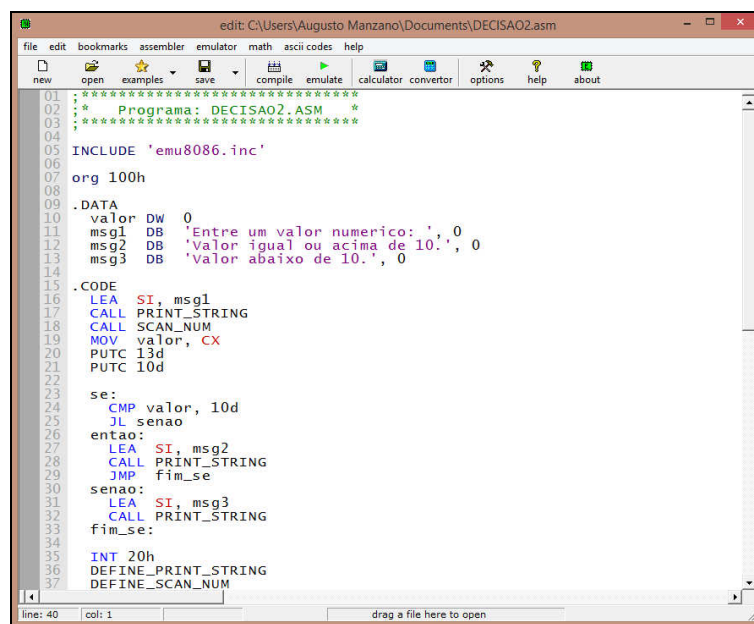 edit: C:\Users\Augusto Manzano\Documents\DECISAO2.asm
file edit bookmarks assembler emulator math ascii codes help
new open examples save compile emulate calculator convertor options help about
01 ;******************************
02 ;*   Programa: DECISAO2.ASM   *
03 ;******************************
04
05 INCLUDE 'emu8086.inc'
06
07 org 100h
08
09 .DATA
10   valor DW  0
11   msg1  DB  'Entre um valor numerico: ', 0
12   msg2  DB  'Valor igual ou acima de 10.', 0
13   msg3  DB  'Valor abaixo de 10.', 0
14
15 .CODE
16   LEA  SI, msg1
17   CALL PRINT_STRING
18   CALL SCAN_NUM
19   MOV  valor, CX
20   PUTC 13d
21   PUTC 10d
22
23   se:
24     CMP valor, 10d
25     JL senao
26   entao:
27     LEA  SI, msg2
28     CALL PRINT_STRING
29     JMP  fim_se
30   senao:
31     LEA  SI, msg3
32     CALL PRINT_STRING
33   fim_se:
34
35   INT 20h
36   DEFINE_PRINT_STRING
37   DEFINE_SCAN_NUM
line: 40 col: 1 drag a file here to open